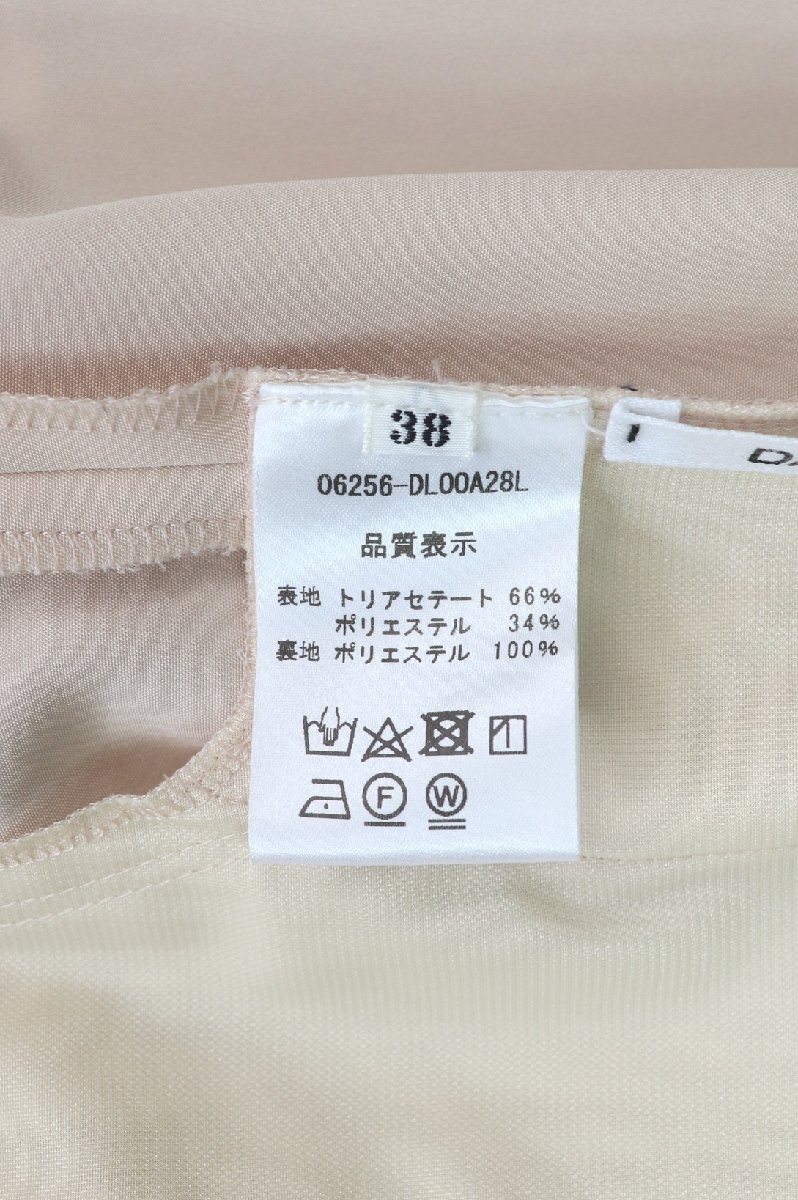 38
06256-DL00A28L
品質表示
表地 トリアセテート 66%
ポリエステル 34%
裏地 ポリエステル 100%
F W